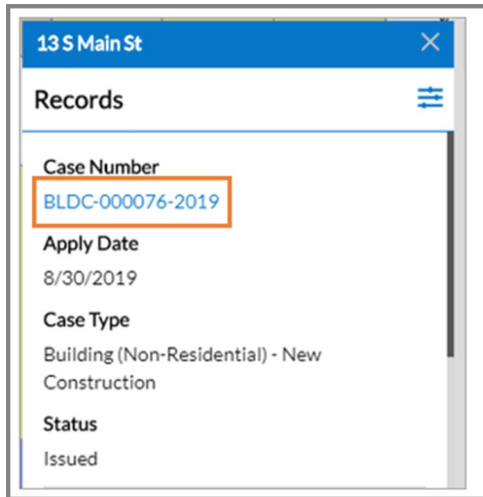 13 S Main St
Records
Case Number
BLDC-000076-2019
Apply Date
8/30/2019
Case Type
Building (Non-Residential) - New
Construction
Status
Issued